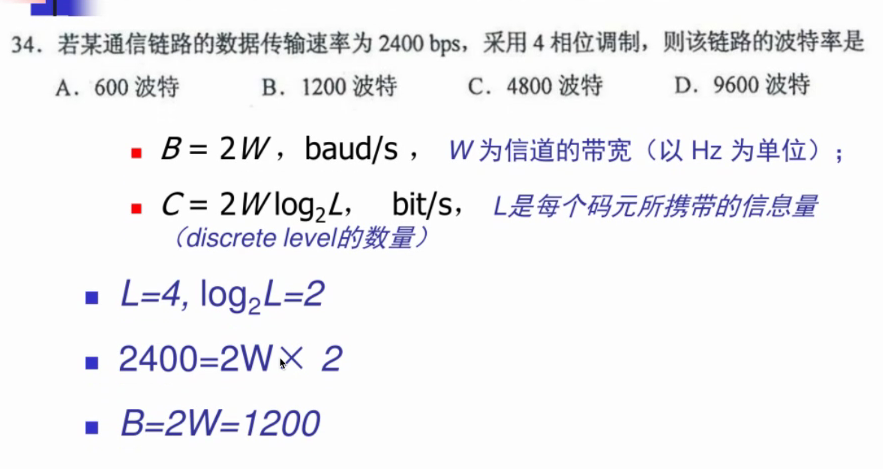 34．若某通信链路的数据传输速率为 2400 bps，采用 4 相位调制，则该链路的波特率是
A．600 波特 B．1200 波特 C．4800 波特 D．9600 波特
B = 2W， baud/s， W 为信道的带宽（以 Hz 为单位）；
C = 2Wlog₂L， bit/s， L是每个码元所携带的信息量
（discrete level的数量）
L=4, log₂L=2
2400=2W× 2
B=2W=1200